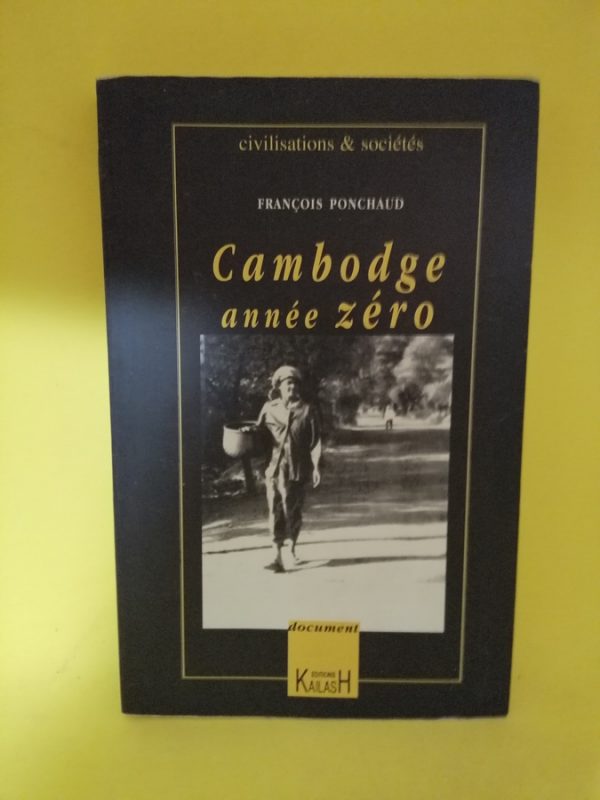 civilisations & sociétés
FRANÇOIS PONCHAUD
Cambodge
année zéro
document
EDITIONS
KAILASH